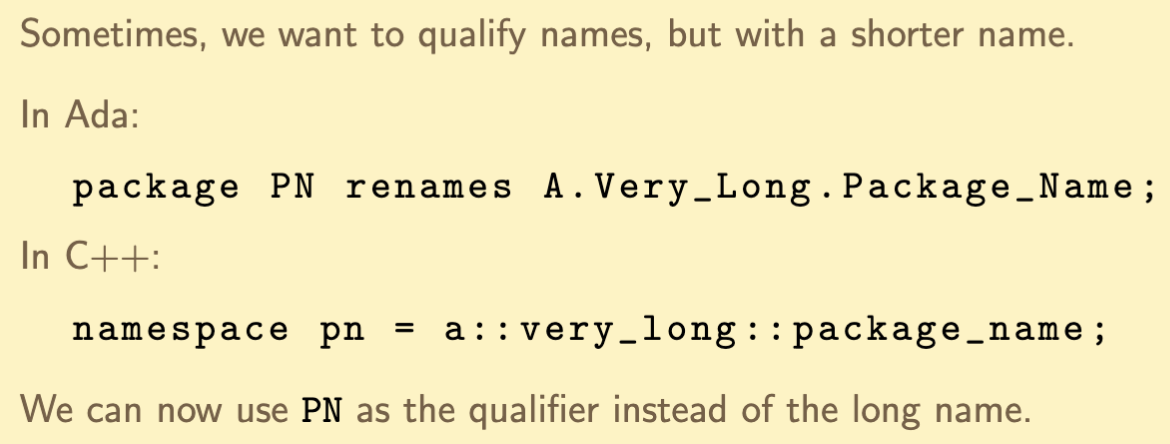 Sometimes, we want to qualify names, but with a shorter name.
In Ada:
package PN renames A.Very_Long.Package_Name;
In C++:
namespace pn = a::very_long::package_name;
We can now use PN as the qualifier instead of the long name.